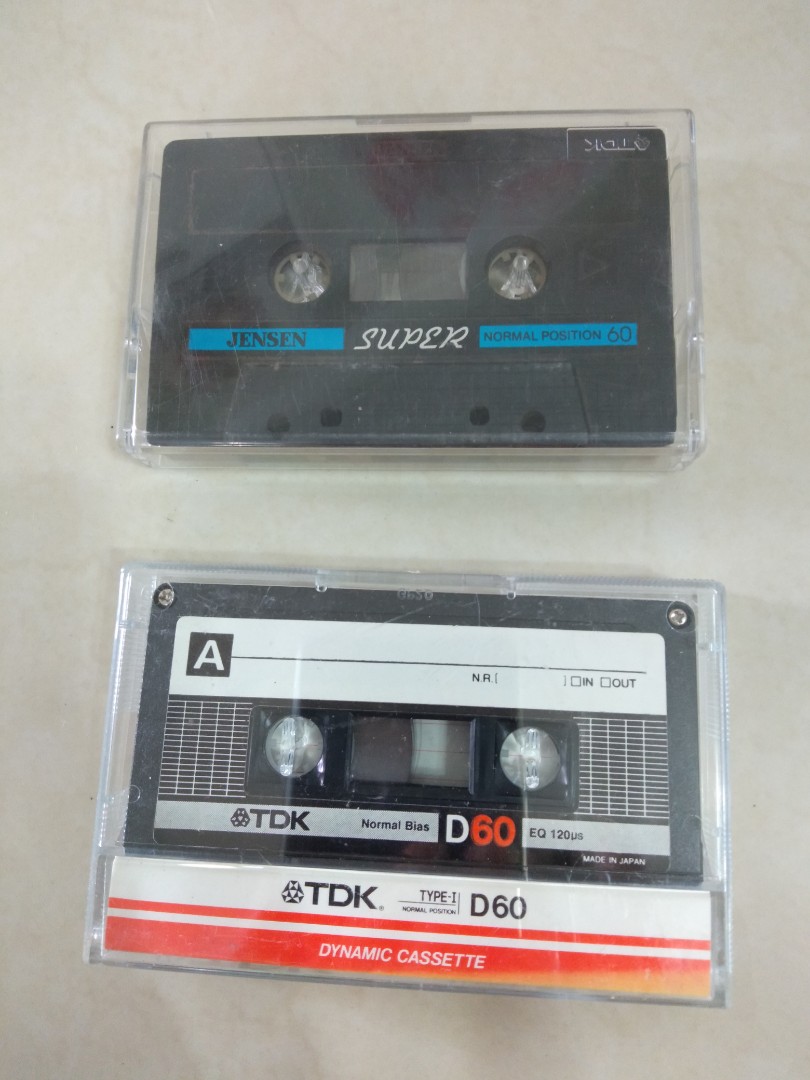 TDK
JENSEN SUPER NORMAL POSITION 60
A
N.R.[ ] □IN □OUT
TDK Normal Bias D60 EQ 120µs
MADE IN JAPAN
TDK® TYPE-I D60
NORMAL POSITION
DYNAMIC CASSETTE